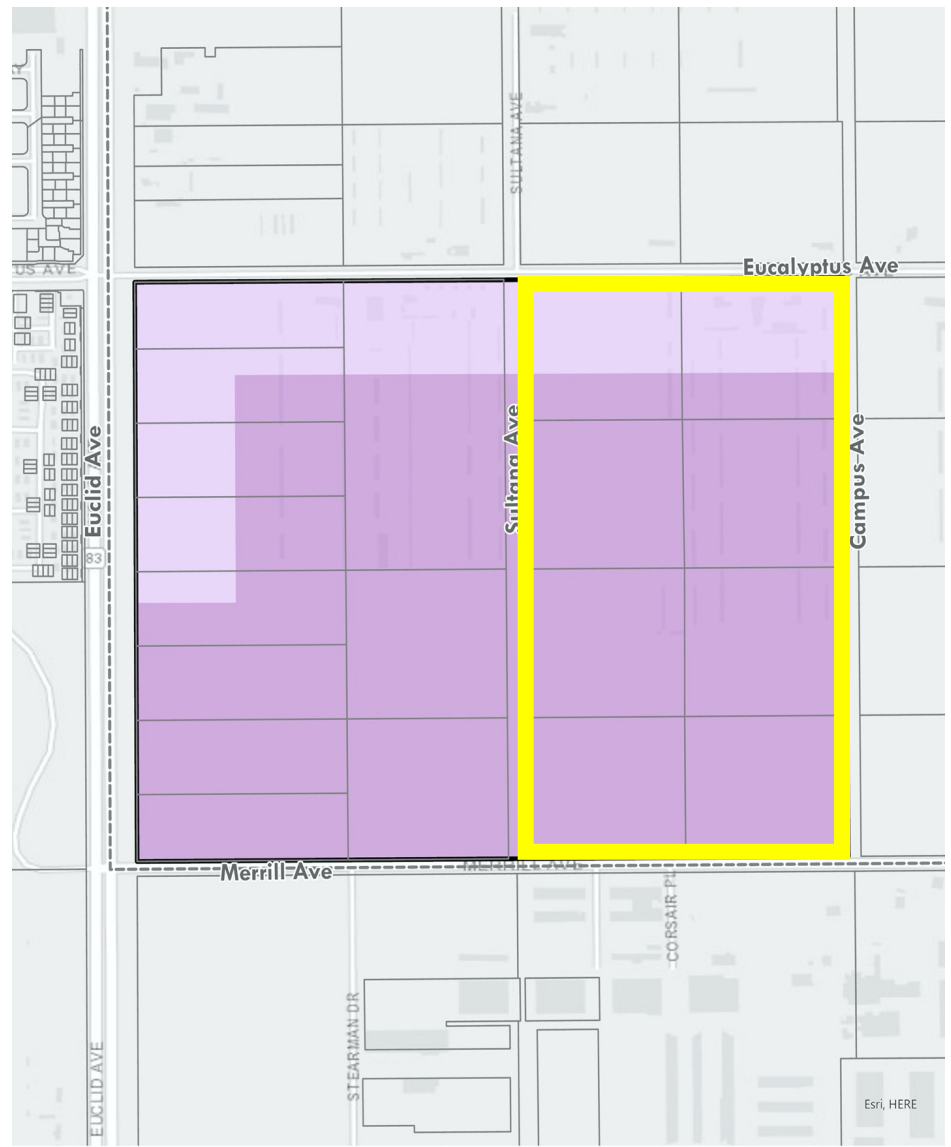 SULTANA AVE
US AVE
Eucalyptus Ave
AVE
Euclid Ave
Sultana Ave
Campus Ave
83
Merrill Ave
MERRILL AVE
CORSAIR PL
STEARMAN DR
EUCLID AVE
Esri, HERE